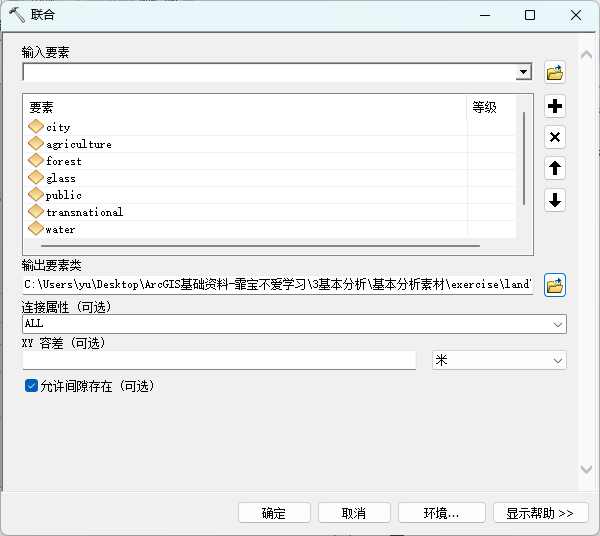 联合
输入要素
要素 等级
city
agriculture
forest
glass
public
transnational
water
输出要素类
C:\Users\yu\Desktop\ArcGIS基础资料-霏宝不爱学习\3基本分析\基本分析素材\exercise\land\
连接属性 (可选)
ALL
XY 容差 (可选)
米
允许间隙存在 (可选)
确定 取消 环境... 显示帮助 >>